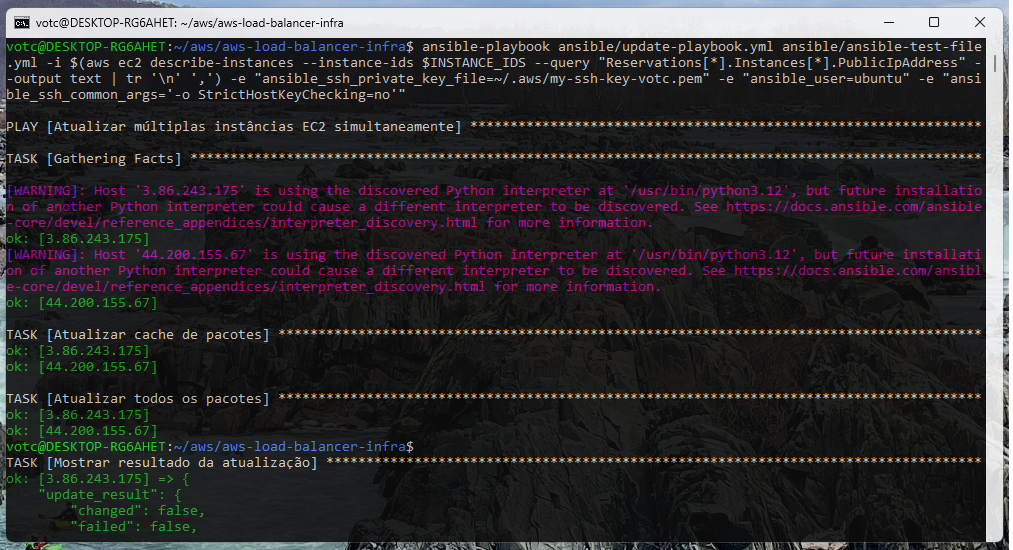 votc@DESKTOP-RG6AHET: ~/aws/aws-load-balancer-infra
votc@DESKTOP-RG6AHET:~/aws/aws-load-balancer-infra$ ansible-playbook ansible/update-playbook.yml ansible/ansible-test-file
.yml -i $(aws ec2 describe-instances --instance-ids $INSTANCE_IDS --query "Reservations[*].Instances[*].PublicIpAddress" -
-output text | tr '\n' ',') -e "ansible_ssh_private_key_file=~/.aws/my-ssh-key-votc.pem" -e "ansible_user=ubuntu" -e "ansi
ble_ssh_common_args='-o StrictHostKeyChecking=no'"
PLAY [Atualizar múltiplas instâncias EC2 simultaneamente] ****************************************************************
TASK [Gathering Facts] ***************************************************************************************************
[WARNING]: Host '3.86.243.175' is using the discovered Python interpreter at '/usr/bin/python3.12', but future installatio
n of another Python interpreter could cause a different interpreter to be discovered. See https://docs.ansible.com/ansible
-core/devel/reference_appendices/interpreter_discovery.html for more information.
ok: [3.86.243.175]
[WARNING]: Host '44.200.155.67' is using the discovered Python interpreter at '/usr/bin/python3.12', but future installati
on of another Python interpreter could cause a different interpreter to be discovered. See https://docs.ansible.com/ansibl
e-core/devel/reference_appendices/interpreter_discovery.html for more information.
ok: [44.200.155.67]
TASK [Atualizar cache de pacotes] ****************************************************************************************
ok: [3.86.243.175]
ok: [44.200.155.67]
TASK [Atualizar todos os pacotes] ****************************************************************************************
ok: [3.86.243.175]
ok: [44.200.155.67]
votc@DESKTOP-RG6AHET:~/aws/aws-load-balancer-infra$
TASK [Mostrar resultado da atualização] **********************************************************************************
ok: [3.86.243.175] => {
    "update_result": {
        "changed": false,
        "failed": false,